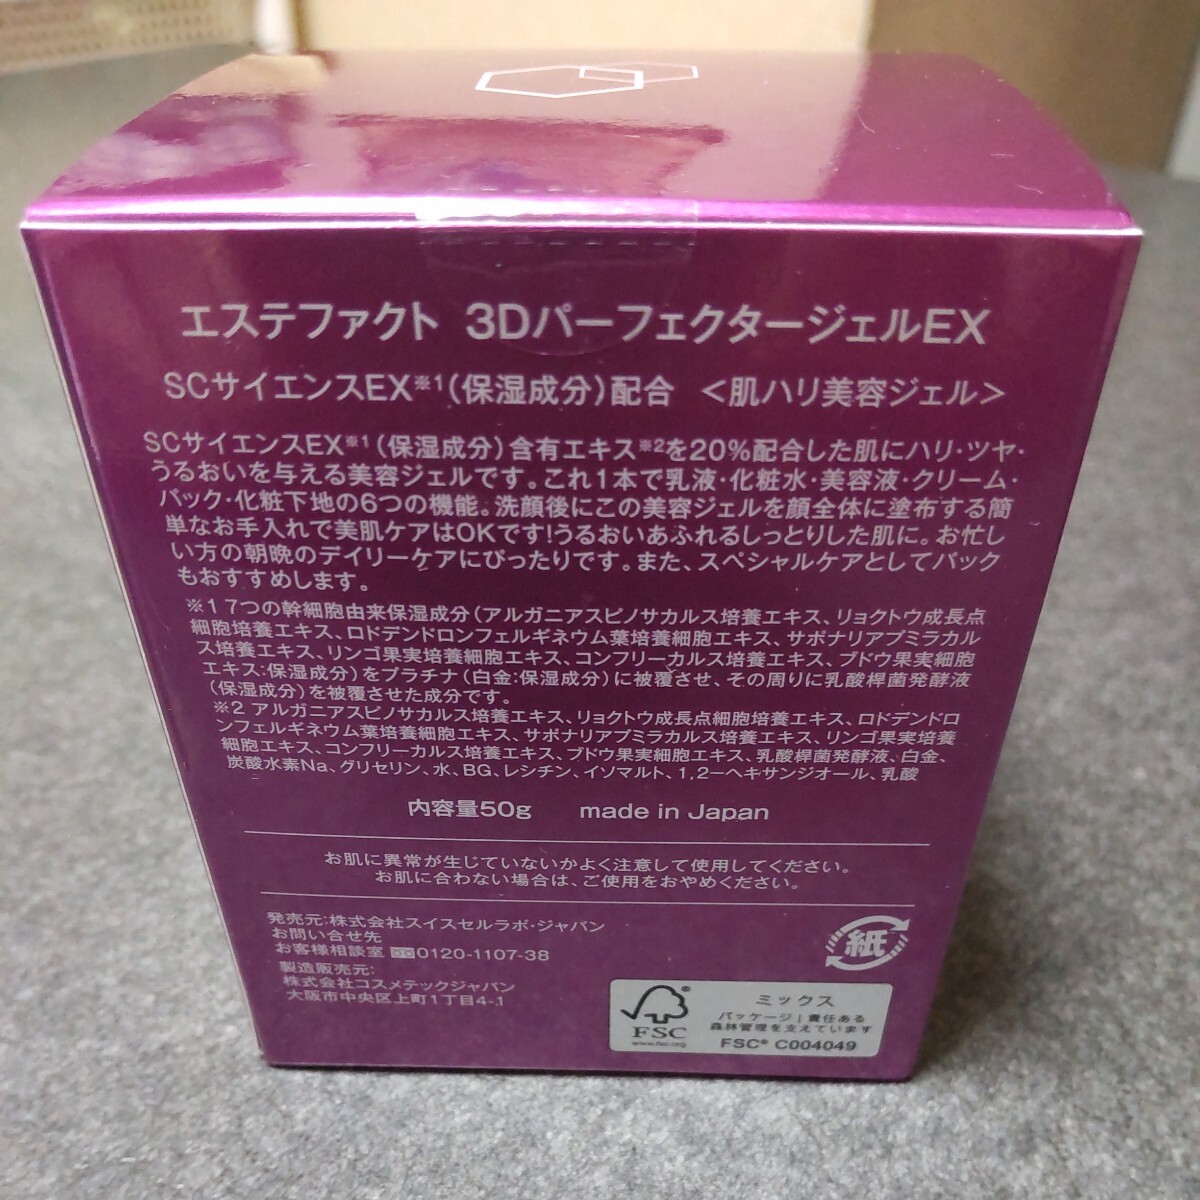 エステファクト 3DパーフェクタージェルEX
SCサイエンスEX※1(保湿成分)配合 <肌ハリ美容ジェル>
SCサイエンスEX※1(保湿成分)含有エキス※2を20%配合した肌にハリ・ツヤ・
うるおいを与える美容ジェルです。これ1本で乳液・化粧水・美容液・クリーム・
パック・化粧下地の6つの機能。洗顔後にこの美容ジェルを顔全体に塗布する簡
単なお手入れで美肌ケアはOKです!うるおいあふれるしっとりした肌に。お忙し
い方の朝晩のデイリーケアにぴったりです。また、スペシャルケアとしてパック
もおすすめします。
※1 7つの幹細胞由来保湿成分(アルガニアスピノサカルス培養エキス、リョクトウ成長点
細胞培養エキス、ロドデンドロンフェルギネウム葉培養細胞エキス、サポナリアプミラカル
ス培養エキス、リンゴ果実培養細胞エキス、コンフリーカルス培養エキス、ブドウ果実細胞
エキス:保湿成分)をプラチナ(白金:保湿成分)に被覆させ、その周りに乳酸桿菌発酵液
(保湿成分)を被覆させた成分です。
※2 アルガニアスピノサカルス培養エキス、リョクトウ成長点細胞培養エキス、ロドデンドロ
ンフェルギネウム葉培養細胞エキス、サポナリアプミラカルス培養エキス、リンゴ果実培養
細胞エキス、コンフリーカルス培養エキス、ブドウ果実細胞エキス、乳酸桿菌発酵液、白金、
炭酸水素Na、グリセリン、水、BG、レシチン、イソマルト、1,2-ヘキサンジオール、乳酸
内容量50g made in Japan
お肌に異常が生じていないかよく注意して使用してください。
お肌に合わない場合は、ご使用をおやめください。
発売元:株式会社スイスセルラボ・ジャパン
お問い合せ先
お客様相談室 0120-1107-38
製造販売元:
株式会社コスメテックジャパン
大阪市中央区上町1丁目4-1
紙
FSC
www.fsc.org
ミックス
パッケージ|責任ある
森林管理を支えています
FSC® C004049